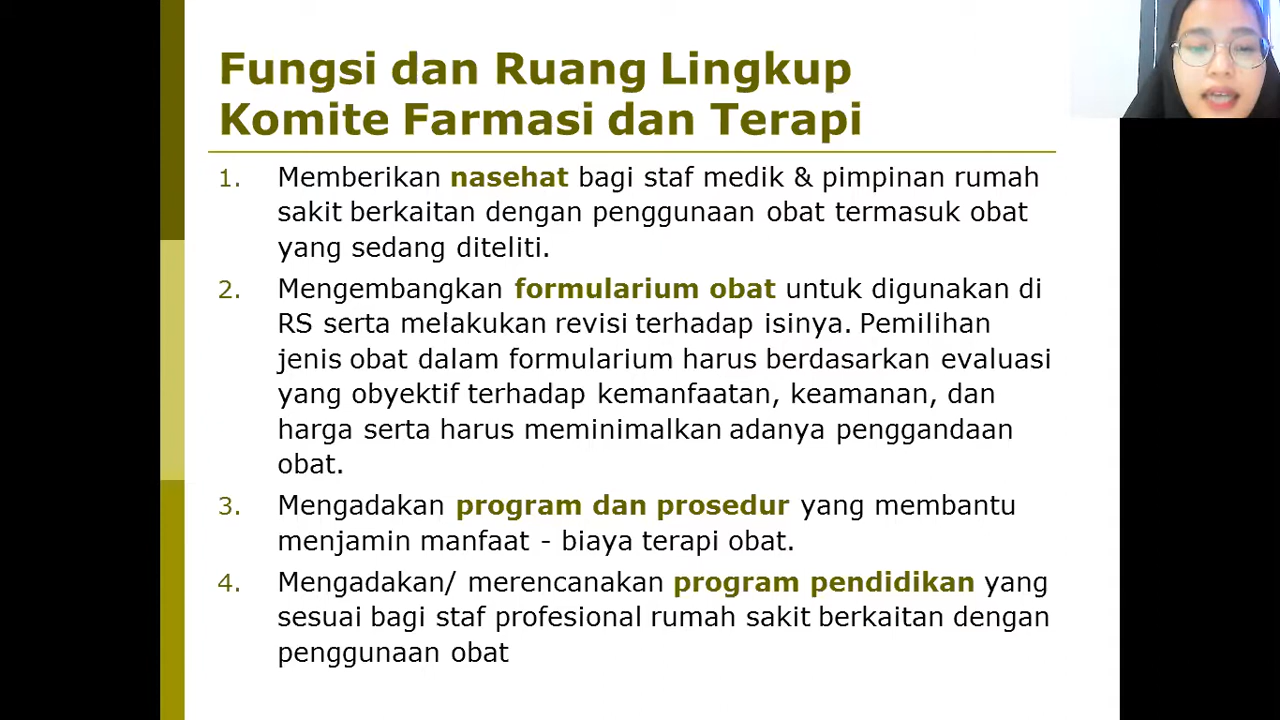 Fungsi dan Ruang Lingkup
Komite Farmasi dan Terapi
1. Memberikan nasehat bagi staf medik & pimpinan rumah
sakit berkaitan dengan penggunaan obat termasuk obat
yang sedang diteliti.
2. Mengembangkan formularium obat untuk digunakan di
RS serta melakukan revisi terhadap isinya. Pemilihan
jenis obat dalam formularium harus berdasarkan evaluasi
yang obyektif terhadap kemanfaatan, keamanan, dan
harga serta harus meminimalkan adanya penggandaan
obat.
3. Mengadakan program dan prosedur yang membantu
menjamin manfaat - biaya terapi obat.
4. Mengadakan/ merencanakan program pendidikan yang
sesuai bagi staf profesional rumah sakit berkaitan dengan
penggunaan obat